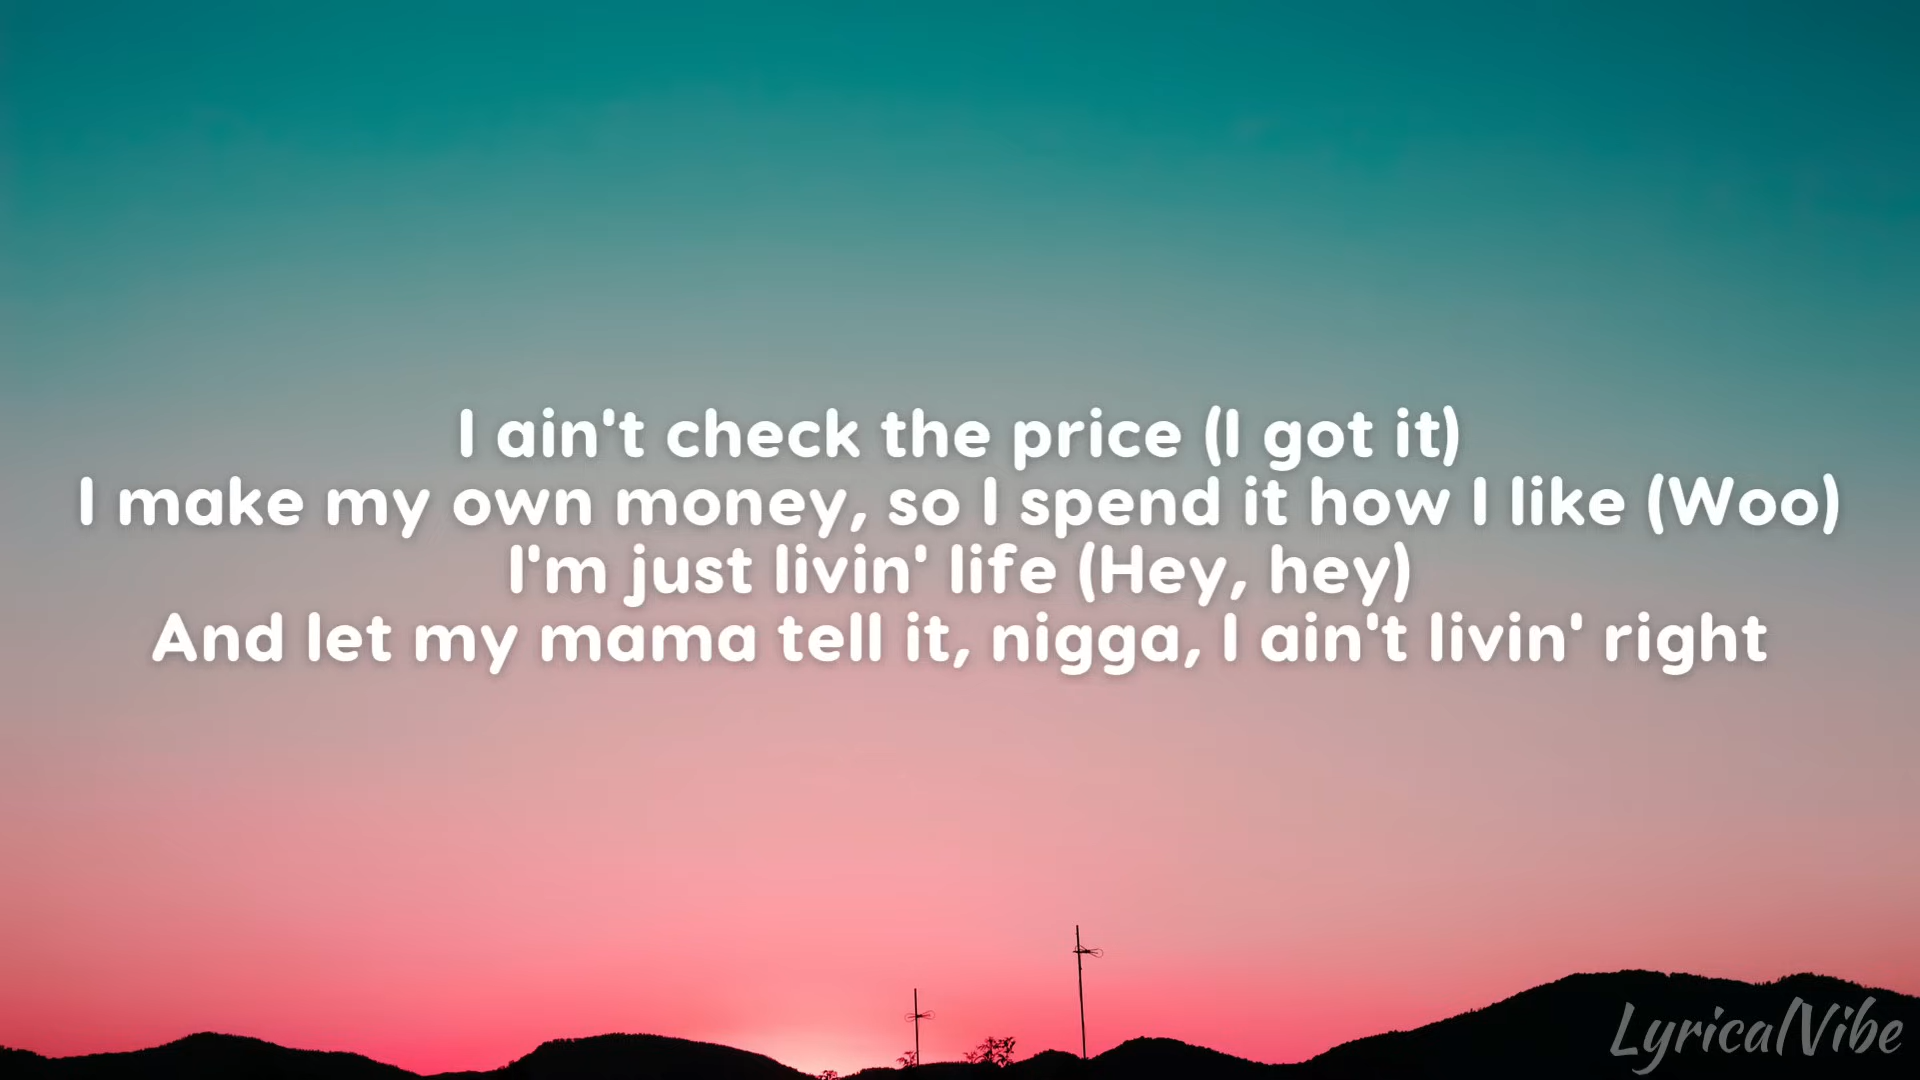 I ain't check the price (I got it)
I make my own money, so I spend it how I like (Woo)
I'm just livin' life (Hey, hey)
And let my mama tell it, nigga, I ain't livin' right
LyricalVibe